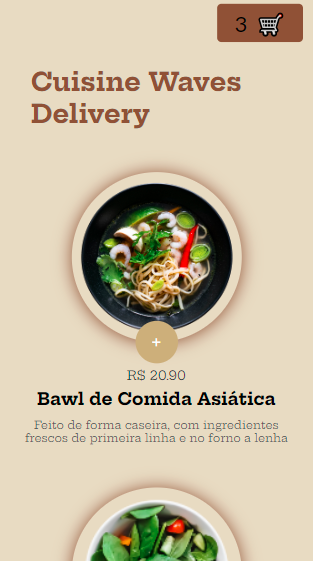 3
Cuisine Waves
Delivery
+
R$ 20.90
Bawl de Comida Asiática
Feito de forma caseira, com ingredientes
frescos de primeira linha e no forno a lenha